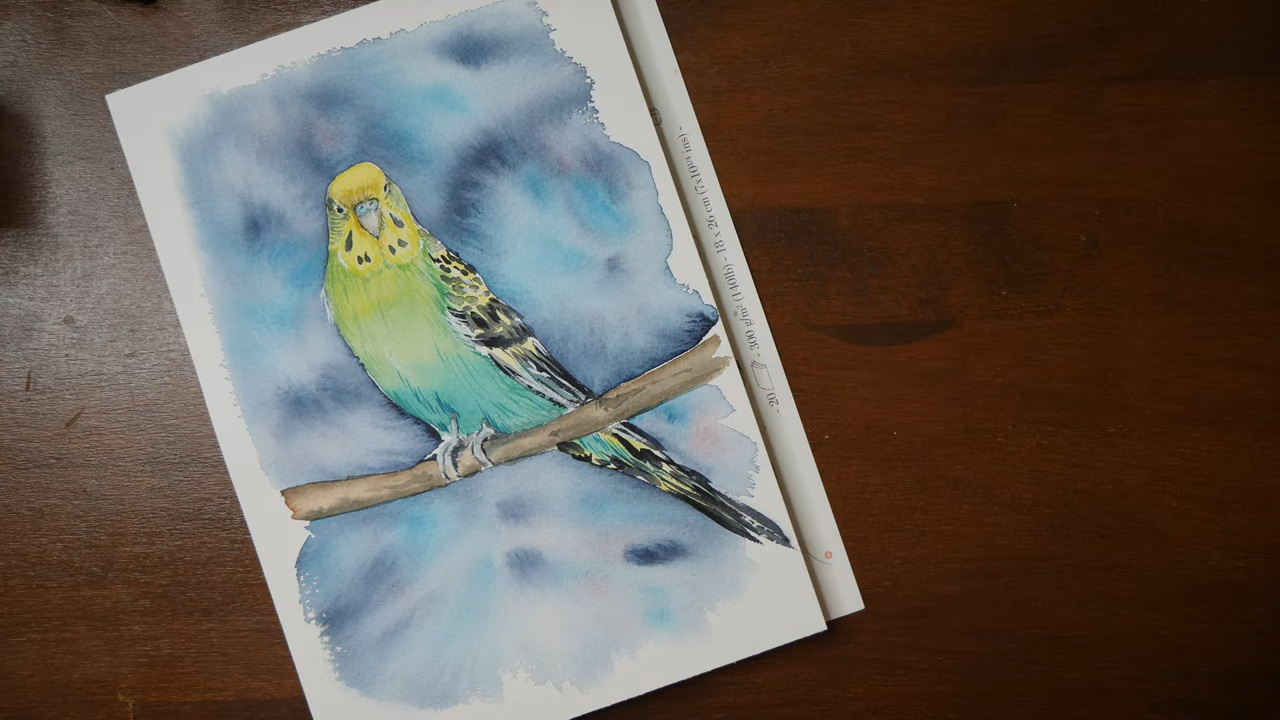 - 20 - 300 g/m² (140lb) - 18 x 26 cm (7x10¼ ins) -